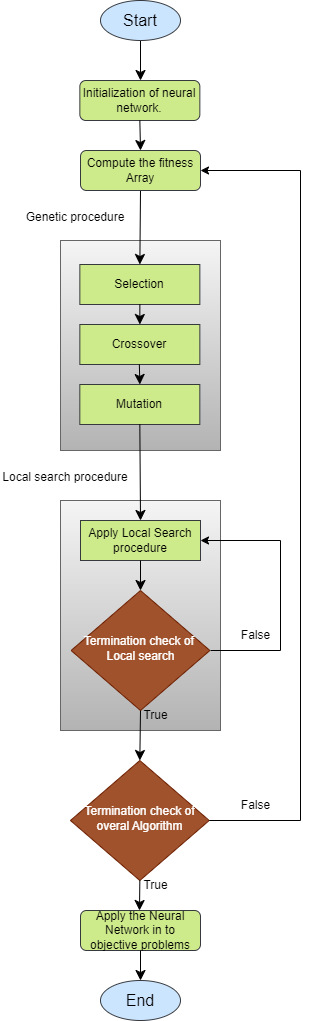 Start
Initialization of neural
network.
Compute the fitness
Array
Genetic procedure
Selection
Crossover
Mutation
Local search procedure
Apply Local Search
procedure
Termination check of
Local search
False
True
Termination check of
overal Algorithm
False
True
Apply the Neural
Network in to
objective problems
End